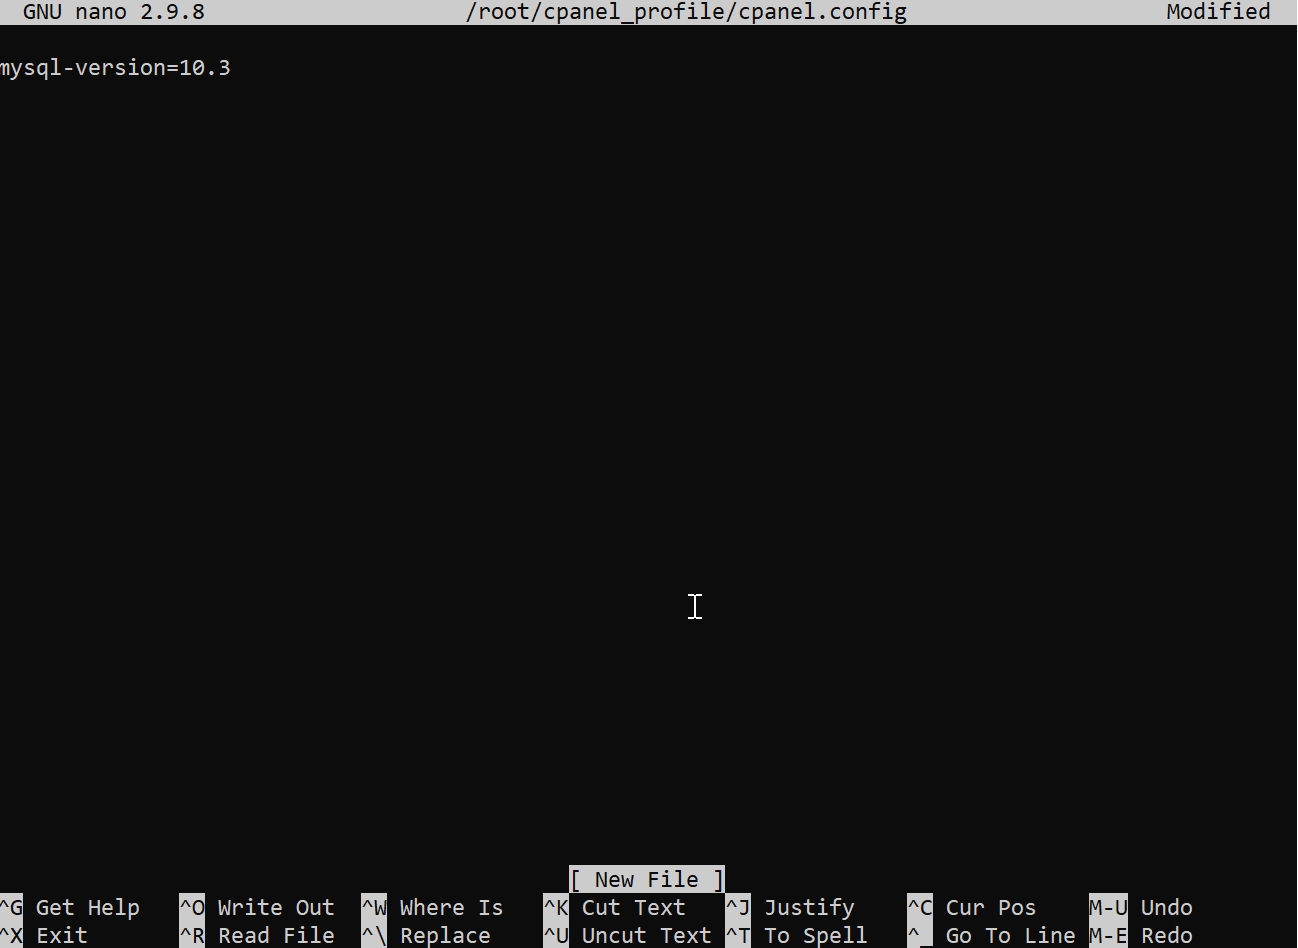 GNU nano 2.9.8 /root/cpanel_profile/cpanel.config Modified
mysql-version=10.3
[ New File ]
^G Get Help ^O Write Out ^W Where Is ^K Cut Text ^J Justify ^C Cur Pos M-U Undo
^X Exit ^R Read File ^\ Replace ^U Uncut Text ^T To Spell ^_ Go To Line M-E Redo